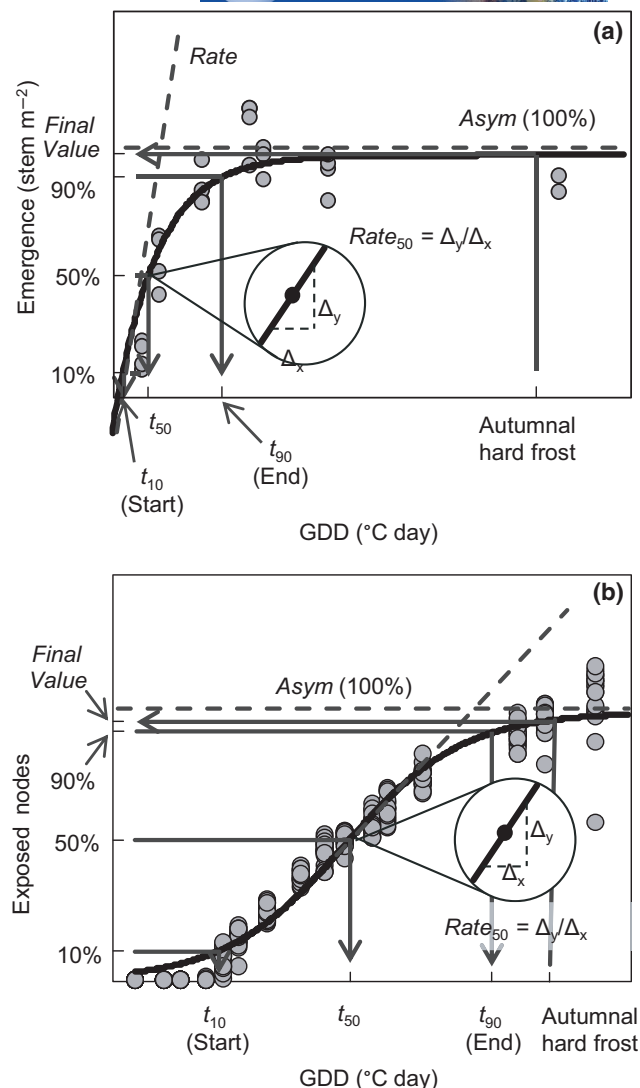 (a)
Rate
Asym (100%)
Final
Value
90%
50%
10%
Emergence (stem m−2)
Rate50 = Δy/Δx
Δy
Δx
t50
t10
(Start)
t90
(End)
Autumnal
hard frost
GDD (°C day)
(b)
Final
Value
Asym (100%)
90%
50%
10%
Exposed nodes
Δy
Δx
Rate50 = Δy/Δx
t10
(Start)
t50
t90
(End)
Autumnal
hard frost
GDD (°C day)